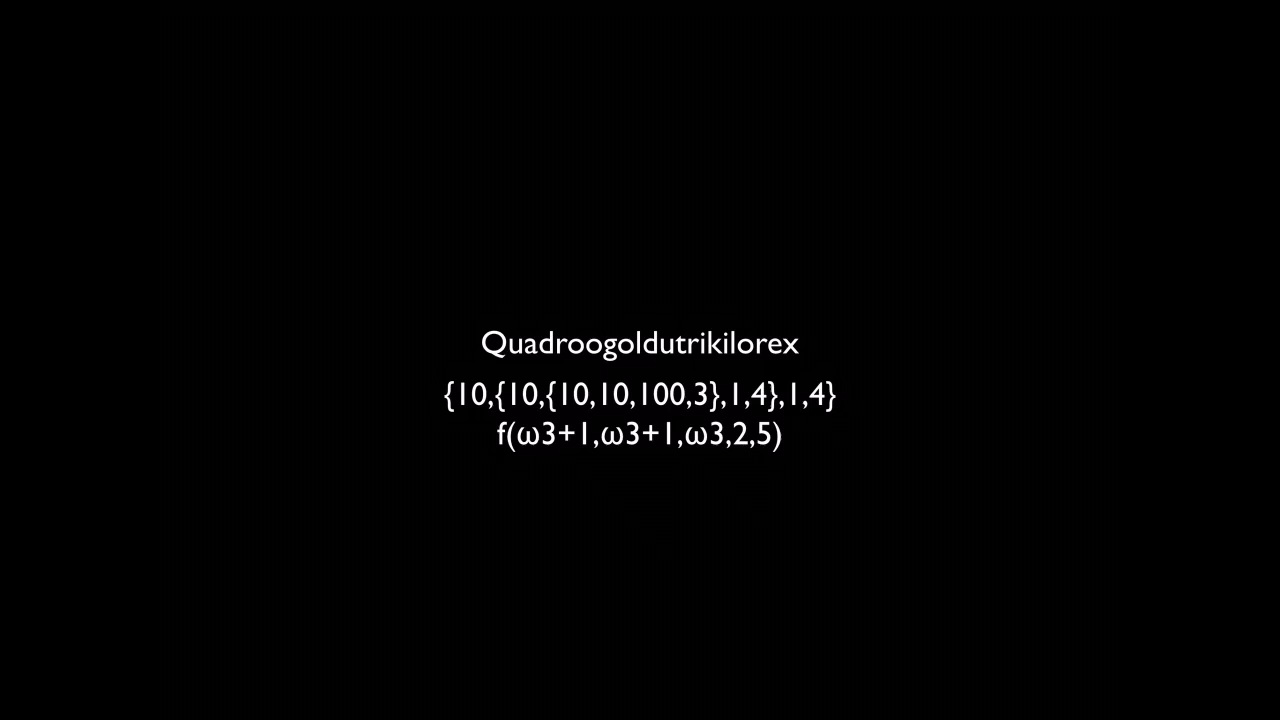 Quadroogoldutrikilorex
{10,{10,{10,10,100,3},1,4},1,4}
f(ω3+1,ω3+1,ω3,2,5)